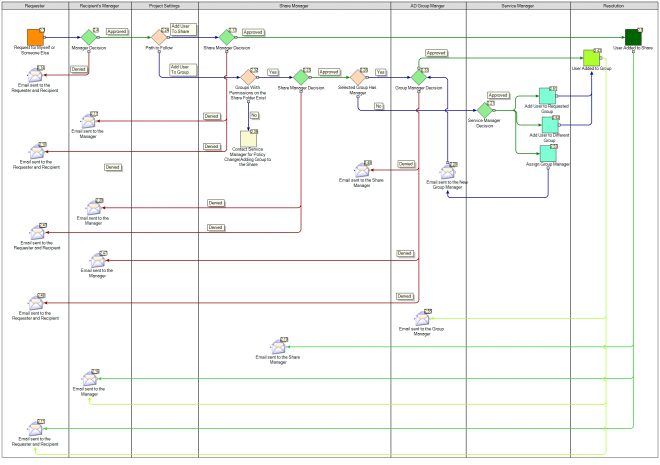 Requester
Recipient's Manager
Project Settings
Share Manager
AD Group Manger
Service Manager
Resolution
Request for Myself or
Someone Else
Manager Decision
Approved
Path to Follow
Add User
To Share
Share Manager Decision
Approved
User Added to Share
Denied
Email sent to the
Requester and Recipient
Add User
To Group
Groups With
Permissions on the
Share Folder Exist
Yes
Share Manager Decision
Approved
Selected Group Has
Manager
Yes
Group Manager Decision
Approved
User Added to Group
No
Contact Service
Manager for Policy
Change/Adding Group to
the Share
No
Service Manager
Decision
Approved
Add User to Requested
Group
Add User to Different
Group
Assign Group Manager
Denied
Email sent to the
Manager
Email sent to the
Requester and Recipient
Denied
Denied
Email sent to the Share
Manager
Email sent to the New
Group Manager
Denied
Email sent to the
Manager
Denied
Email sent to the
Requester and Recipient
Denied
Email sent to the
Manager
Denied
Email sent to the
Requester and Recipient
Email sent to the Group
Manager
Email sent to the Share
Manager
Email sent to the
Manager
Email sent to the
Requester and Recipient